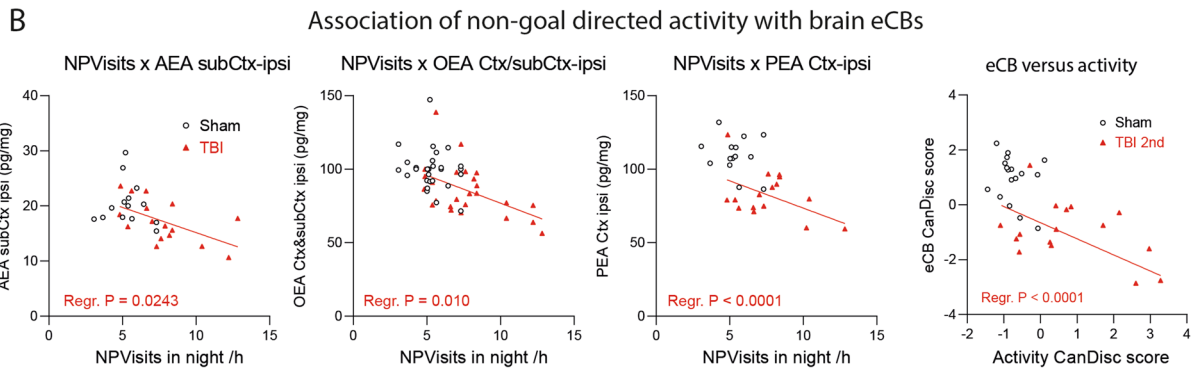 B
Association of non-goal directed activity with brain eCBs
NPVisits x AEA subCtx-ipsi
AEA subCtx ipsi (pg/mg)
40
30
20
10
0
Sham
TBI
Regr. P = 0.0243
0 5 10 15
NPVisits in night /h
NPVisits x OEA Ctx/subCtx-ipsi
OEA Ctx&subCtx ipsi (pg/mg)
150
100
50
0
Regr. P = 0.010
0 5 10 15
NPVisits in night /h
NPVisits x PEA Ctx-ipsi
PEA Ctx ipsi (pg/mg)
150
100
50
0
Regr. P < 0.0001
0 5 10 15
NPVisits in night /h
eCB versus activity
eCB CanDisc score
4
2
0
-2
-4
Sham
TBI 2nd
Regr. P < 0.0001
-2 -1 0 1 2 3 4
Activity CanDisc score